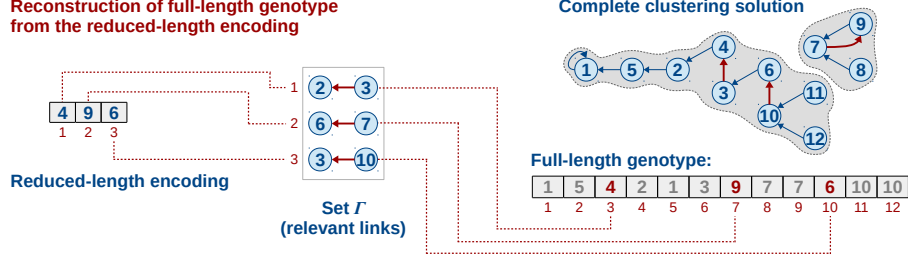 Reconstruction of full-length genotype
from the reduced-length encoding
4 9 6
1 2 3
Reduced-length encoding
1 2 3
2 6 7
3 3 10
Set Γ
(relevant links)
Complete clustering solution
1 5 2 4 3 6 10 11 12
7 9 8
Full-length genotype:
1 5 4 2 1 3 9 7 7 6 10 10
1 2 3 4 5 6 7 8 9 10 11 12